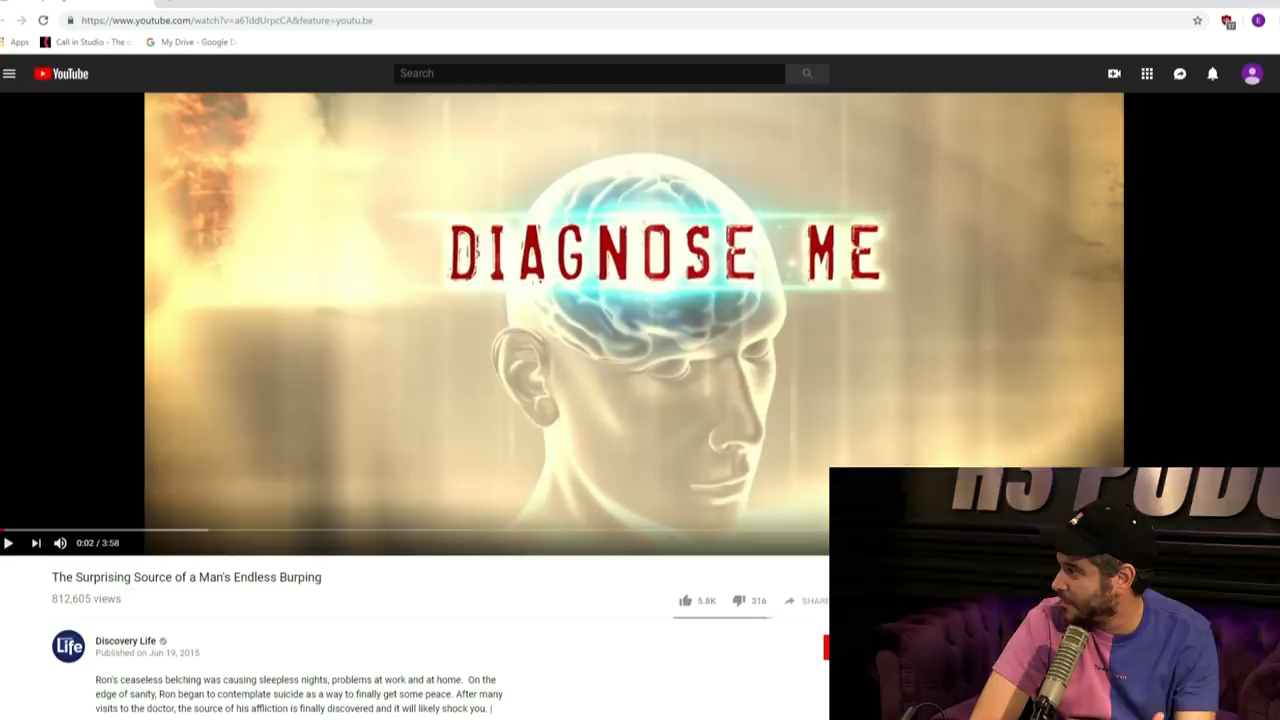 https://www.youtube.com/watch?v=a6TddUrpcCA&feature=youtu.be
Apps
Call in Studio - The
My Drive - Google D
YouTube
Search
DIAGNOSE ME
0:02 / 3:58
The Surprising Source of a Man's Endless Burping
812,605 views
5.8K
316
SHARE
Life
Discovery Life
Published on Jun 19, 2015
Ron's ceaseless belching was causing sleepless nights, problems at work and at home. On the
edge of sanity, Ron began to contemplate suicide as a way to finally get some peace. After many
visits to the doctor, the source of his affliction is finally discovered and it will likely shock you. |
H3 PODC
E